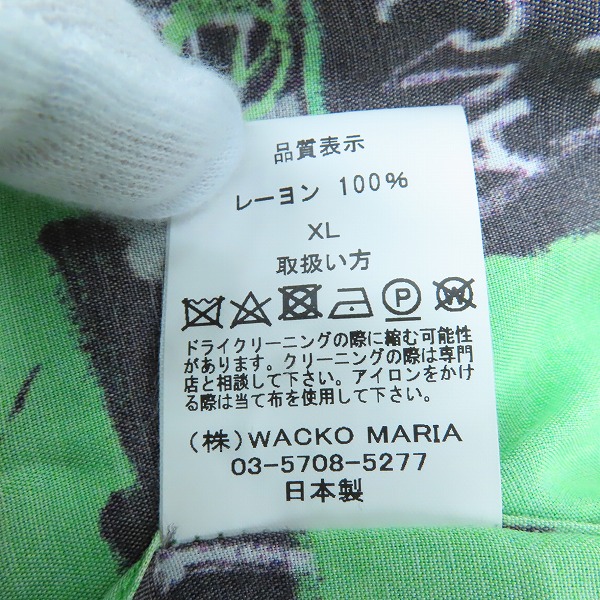 品質表示
レーヨン 100%
XL
取扱い方
P W
ドライクリーニングの際に縮む可能性
があります。クリーニングの際は専門
店と相談して下さい。アイロンをかけ
る際は当て布を使用して下さい。
(株)WACKO MARIA
03-5708-5277
日本製